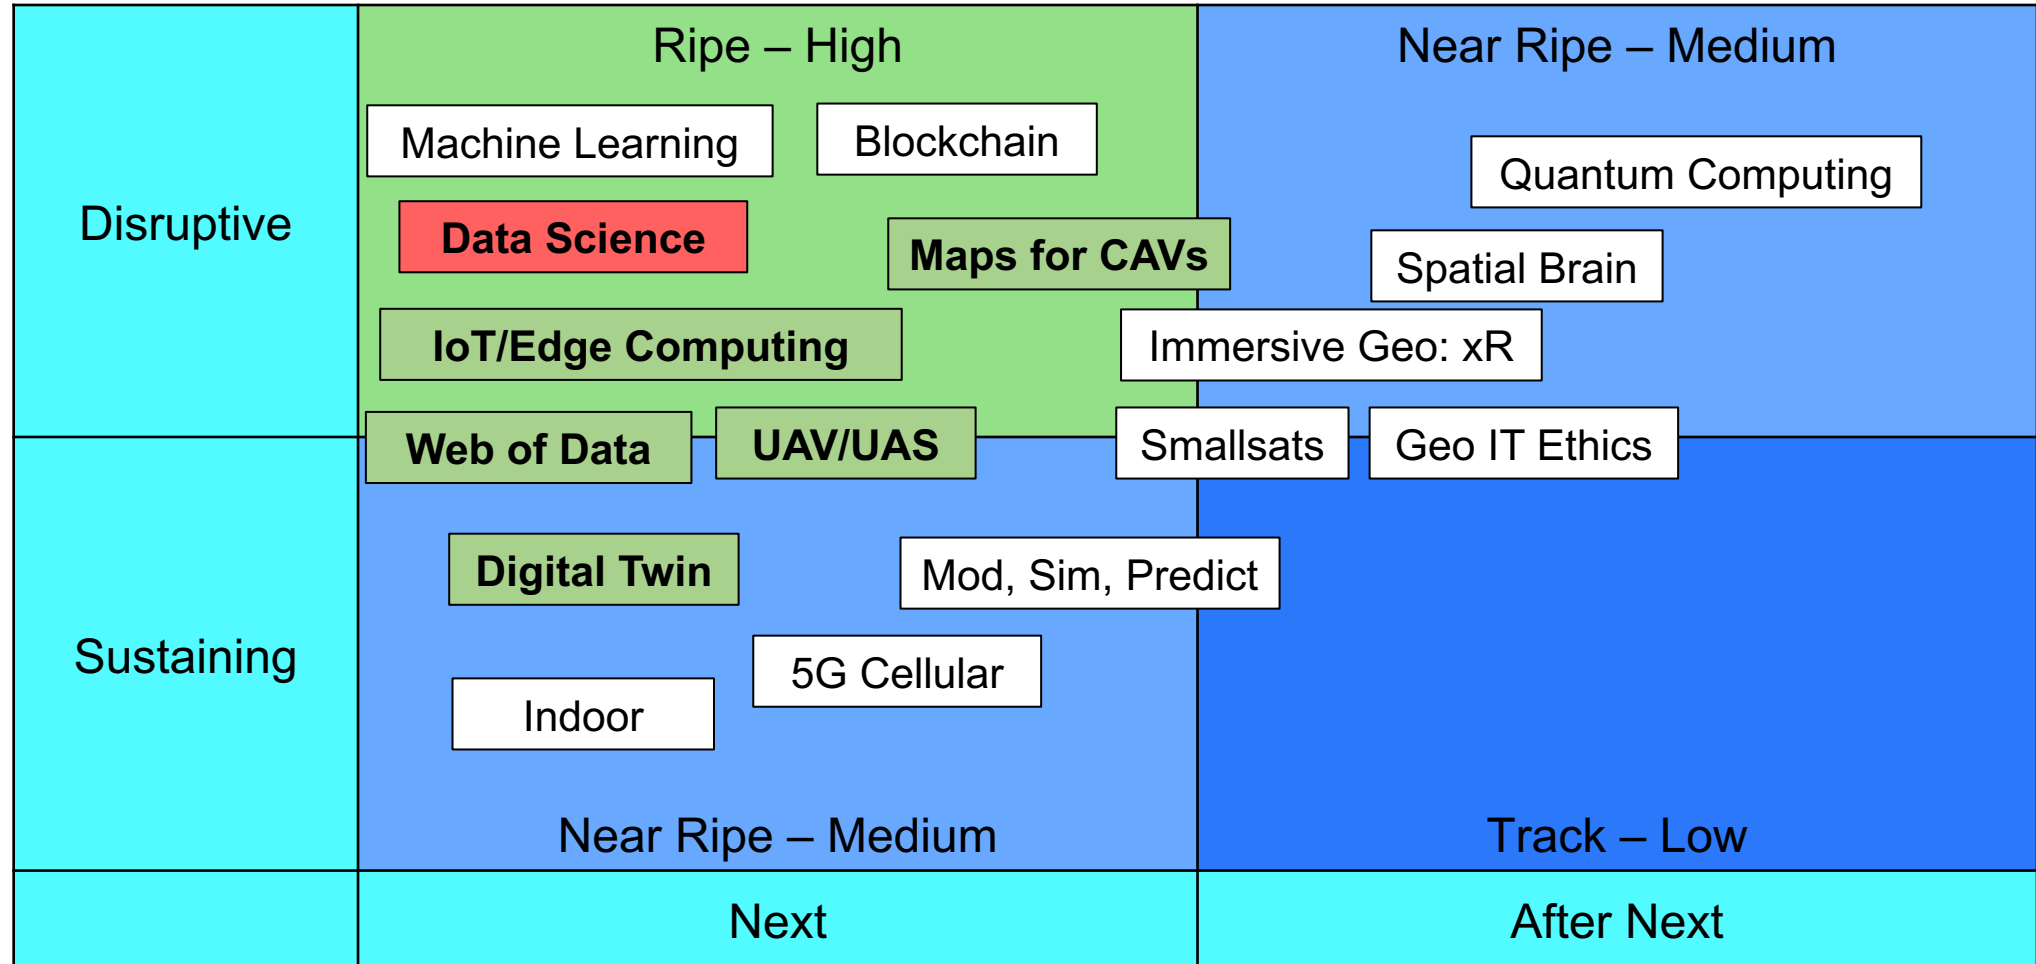 Ripe – High
Near Ripe – Medium
Machine Learning
Blockchain
Quantum Computing
Disruptive
Data Science
Maps for CAVs
Spatial Brain
IoT/Edge Computing
Immersive Geo: xR
Web of Data
UAV/UAS
Smallsats
Geo IT Ethics
Digital Twin
Mod, Sim, Predict
Sustaining
5G Cellular
Indoor
Near Ripe – Medium
Track – Low
Next
After Next